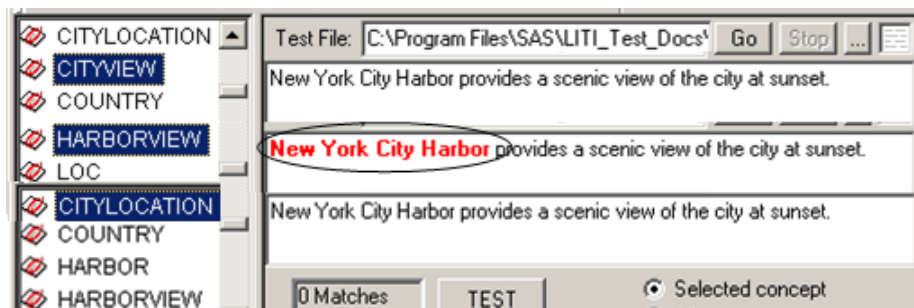 CITYLOCATION
CITYVIEW
COUNTRY
HARBORVIEW
LOC
CITYLOCATION
COUNTRY
HARBOR
HARBORVIEW
Test File: C:\Program Files\SAS\LITI_Test_Docs\ Go Stop ...
New York City Harbor provides a scenic view of the city at sunset.
New York City Harbor provides a scenic view of the city at sunset.
New York City Harbor provides a scenic view of the city at sunset.
0 Matches TEST Selected concept